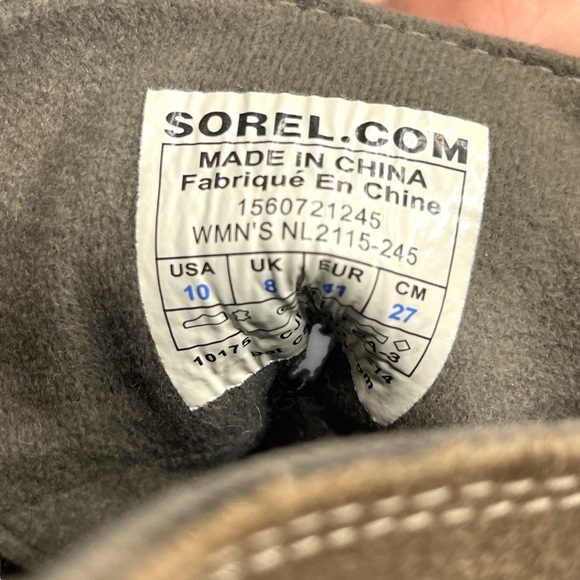 SOREL.COM
MADE IN CHINA
Fabriqué En Chine
1560721245
WMN'S NL2115-245
USA UK EUR CM
10 8 41 27